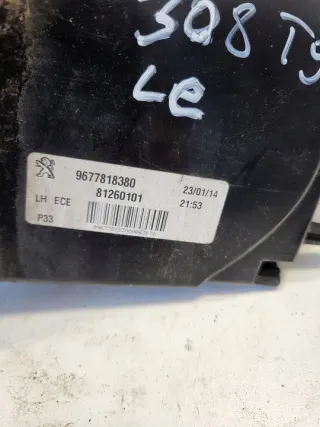 308 T9
LE
9677818380
81260101
23/01/14
LH ECE
21:53
P33